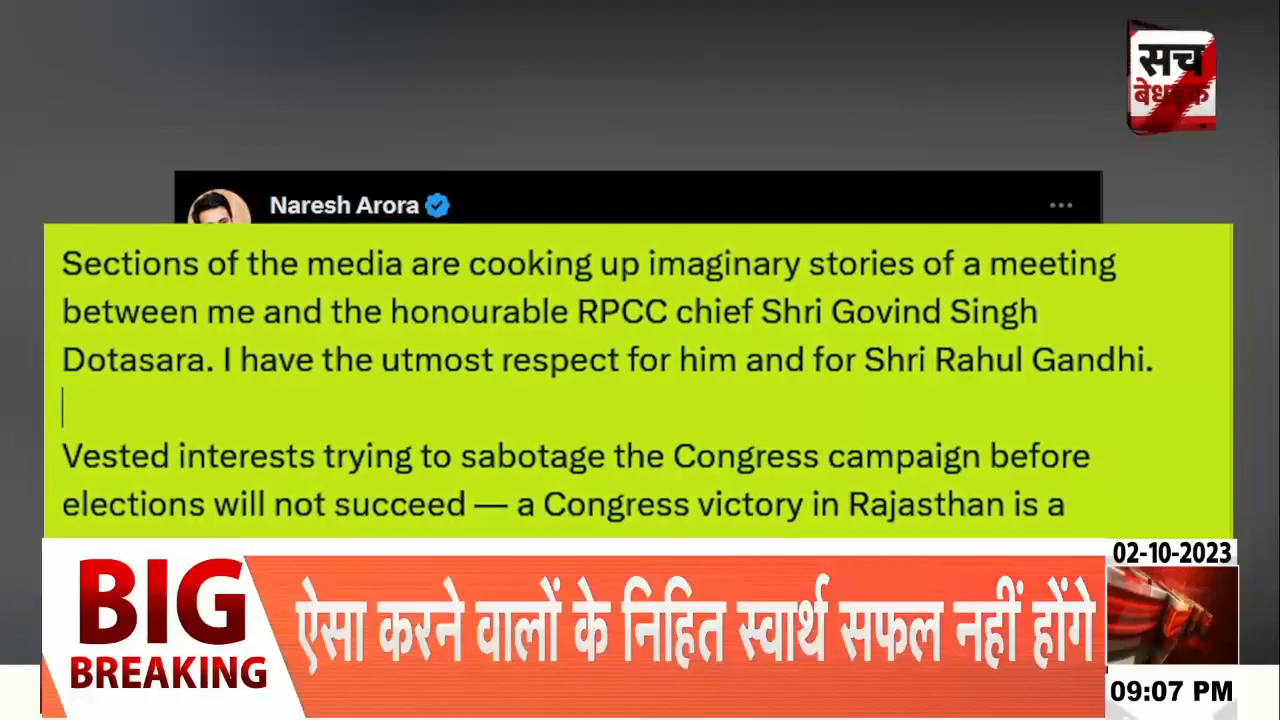 सच
बेधड़क
Naresh Arora
Sections of the media are cooking up imaginary stories of a meeting
between me and the honourable RPCC chief Shri Govind Singh
Dotasara. I have the utmost respect for him and for Shri Rahul Gandhi.
Vested interests trying to sabotage the Congress campaign before
elections will not succeed — a Congress victory in Rajasthan is a
BIG
BREAKING
ऐसा करने वालों के निहित स्वार्थ सफल नहीं होंगे
02-10-2023
09:07 PM